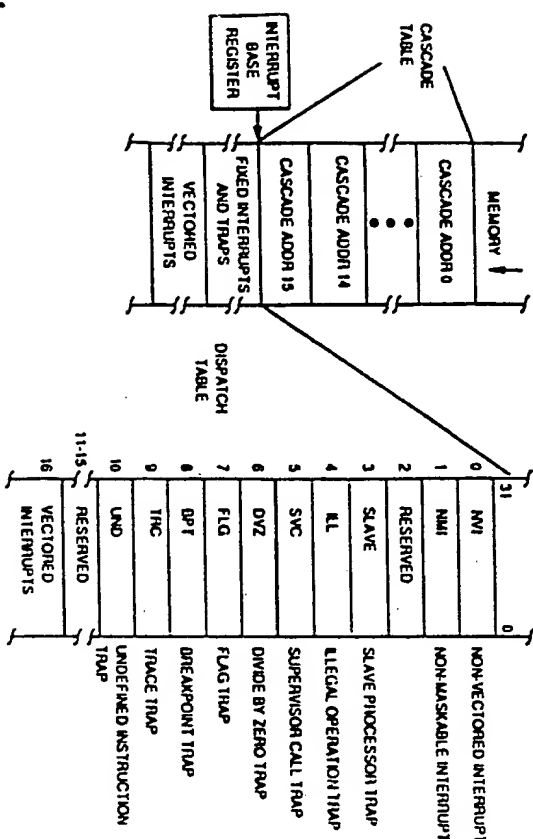 CASCADE
TABLE
INTERRUPT
BASE
REGISTER
MEMORY
CASCADE ADDR 0
CASCADE ADDR 14
CASCADE ADDR 15
FIXED INTERRUPTS
AND TRAPS
VECTORED
INTERRUPTS
DISPATCH
TABLE
31 0
0 NVI NON-VECTORED INTERRUPT
1 NMI NON-MASKABLE INTERRUPT
2 RESERVED
3 SLAVE SLAVE PROCESSOR TRAP
4 ILL ILLEGAL OPERATION TRAP
5 SVC SUPERVISOR CALL TRAP
6 DVZ DIVIDE BY ZERO TRAP
7 FLG FLAG TRAP
8 BPT BREAKPOINT TRAP
9 TRC TRACE TRAP
10 UND UNDEFINED INSTRUCTION
TRAP
11-15 RESERVED
16 VECTORED
INTERRUPTS